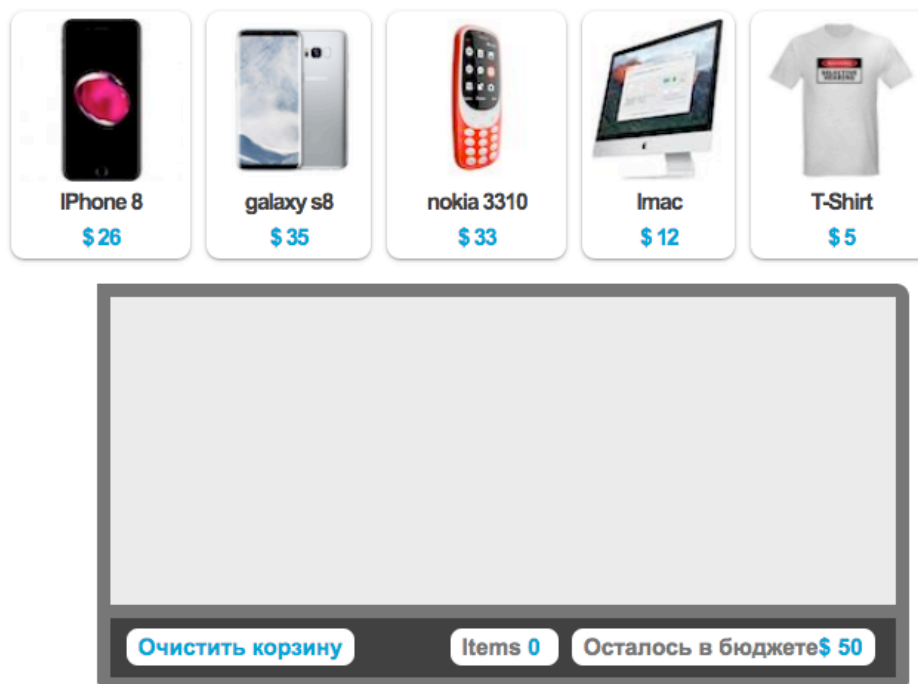 IPhone 8
$ 26
galaxy s8
$ 35
nokia 3310
$ 33
Imac
$ 12
T-Shirt
$ 5
Очистить корзину
Items 0
Осталось в бюджете$ 50